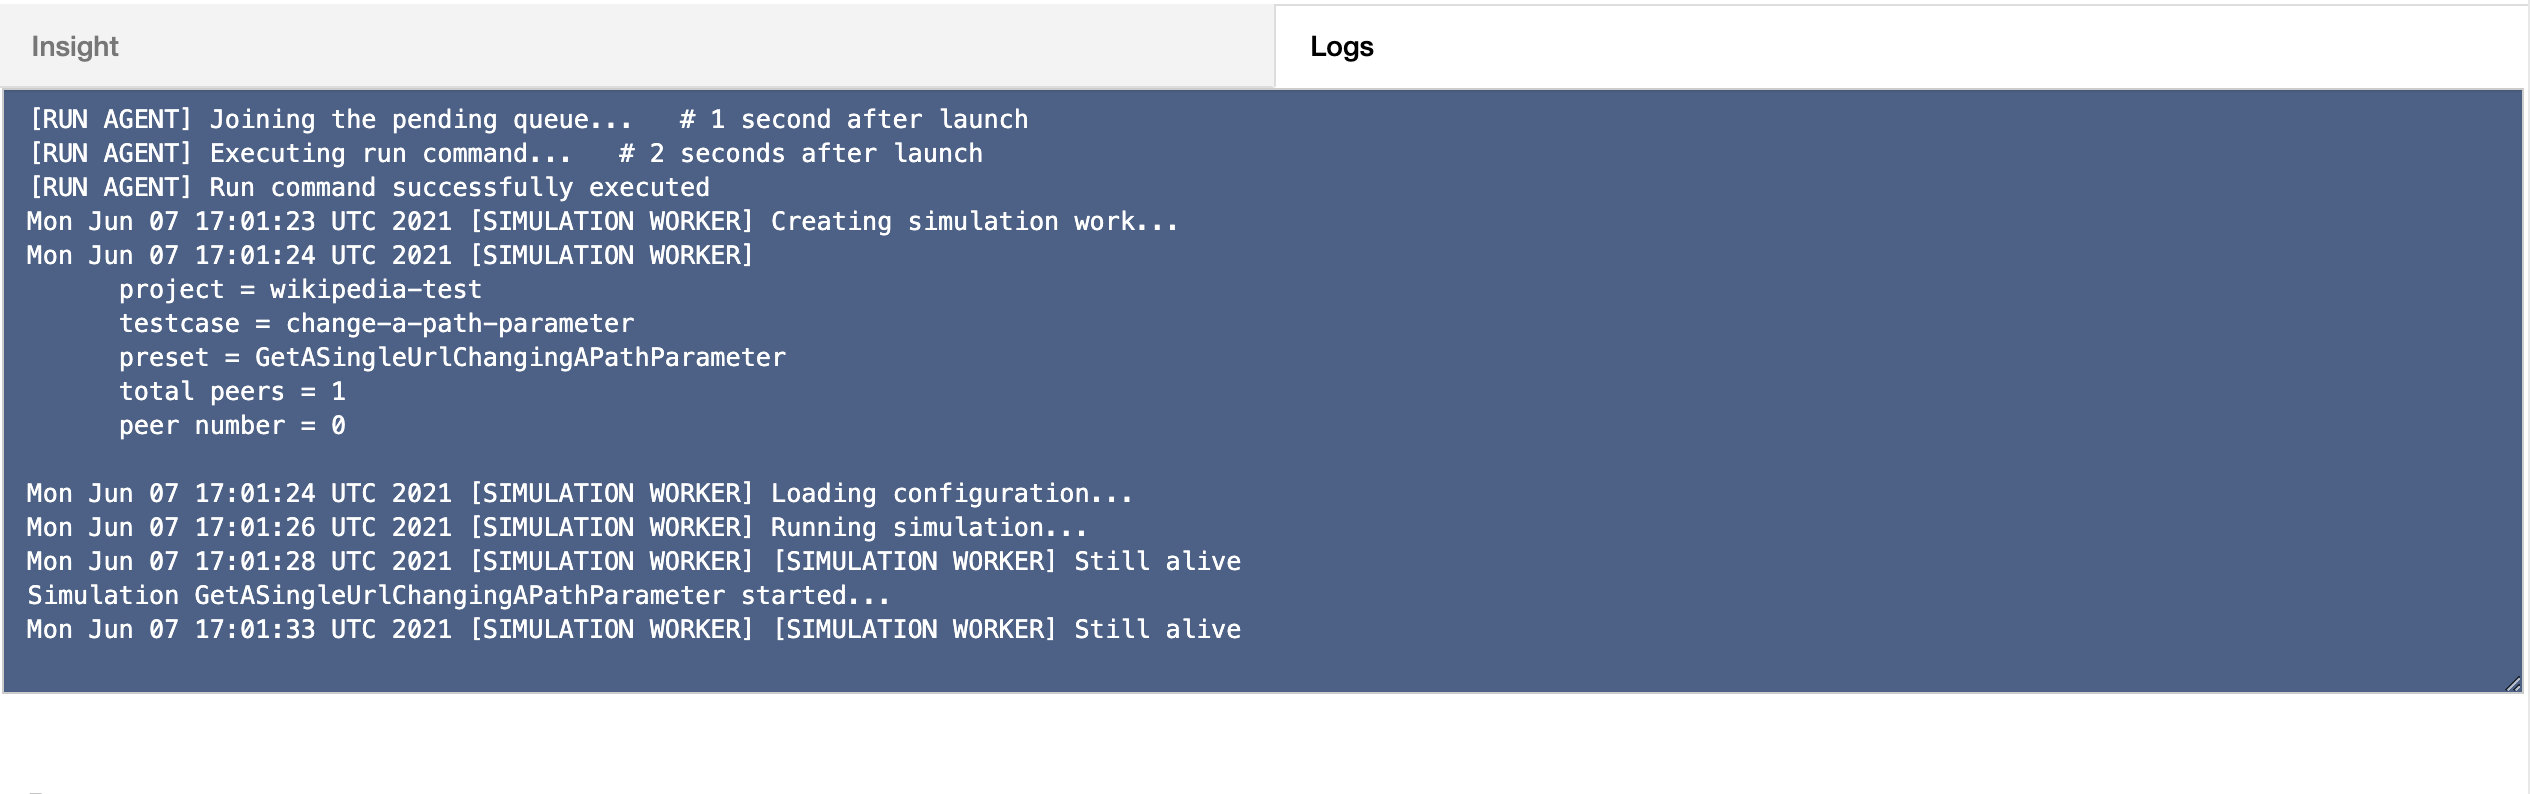 Insight
Logs
[RUN AGENT] Joining the pending queue...   # 1 second after launch
[RUN AGENT] Executing run command...   # 2 seconds after launch
[RUN AGENT] Run command successfully executed
Mon Jun 07 17:01:23 UTC 2021 [SIMULATION WORKER] Creating simulation work...
Mon Jun 07 17:01:24 UTC 2021 [SIMULATION WORKER]
      project = wikipedia-test
      testcase = change-a-path-parameter
      preset = GetASingleUrlChangingAPathParameter
      total peers = 1
      peer number = 0
Mon Jun 07 17:01:24 UTC 2021 [SIMULATION WORKER] Loading configuration...
Mon Jun 07 17:01:26 UTC 2021 [SIMULATION WORKER] Running simulation...
Mon Jun 07 17:01:28 UTC 2021 [SIMULATION WORKER] [SIMULATION WORKER] Still alive
Simulation GetASingleUrlChangingAPathParameter started...
Mon Jun 07 17:01:33 UTC 2021 [SIMULATION WORKER] [SIMULATION WORKER] Still alive